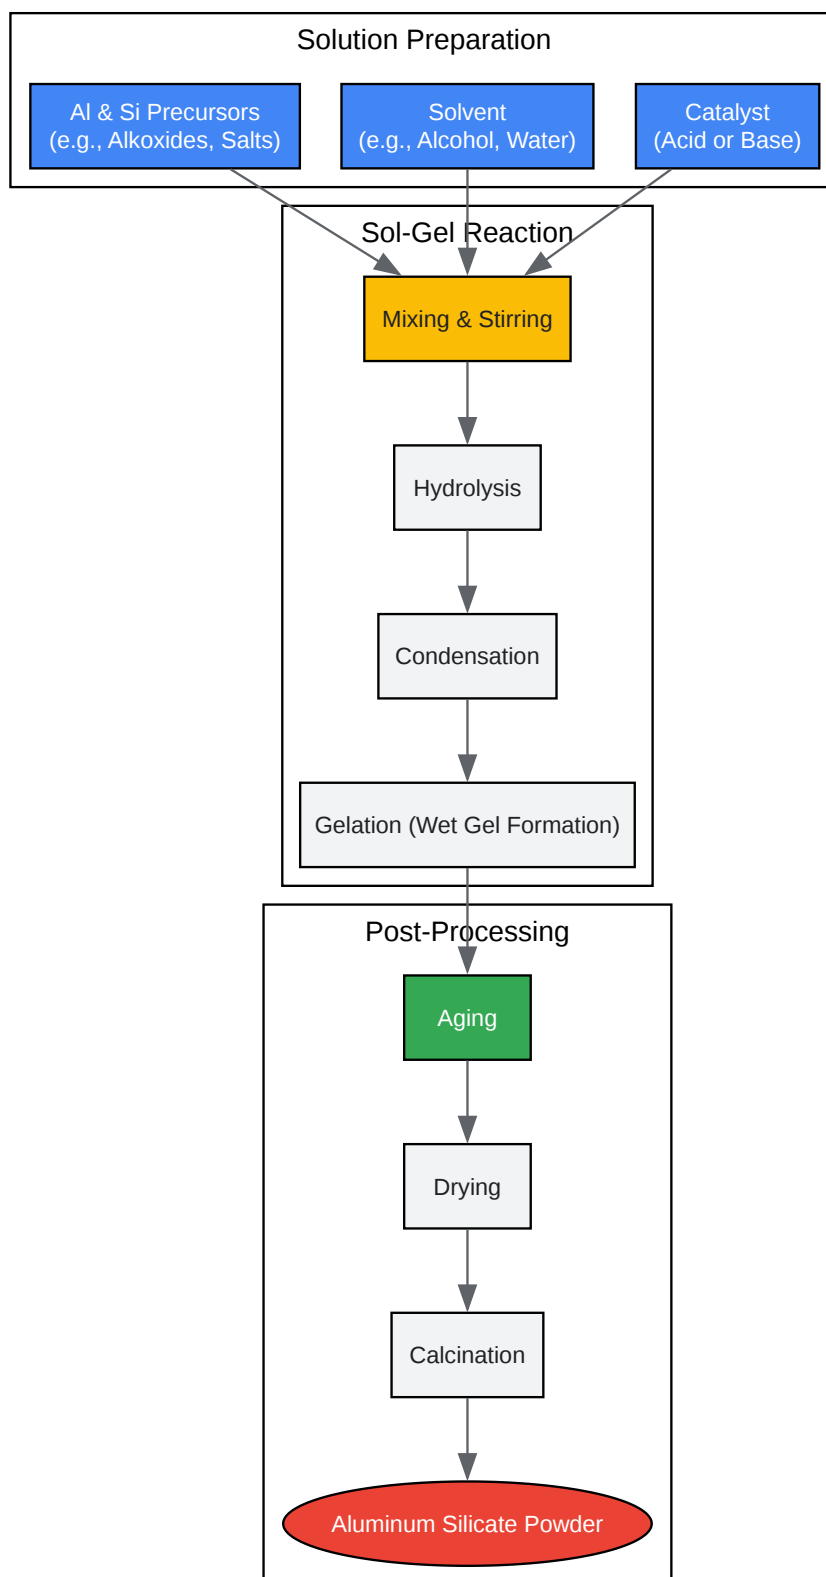 Solution Preparation
Al & Si Precursors
(e.g., Alkoxides, Salts)
Solvent
(e.g., Alcohol, Water)
Catalyst
(Acid or Base)
Sol-Gel Reaction
Mixing & Stirring
Hydrolysis
Condensation
Gelation (Wet Gel Formation)
Post-Processing
Aging
Drying
Calcination
Aluminum Silicate Powder